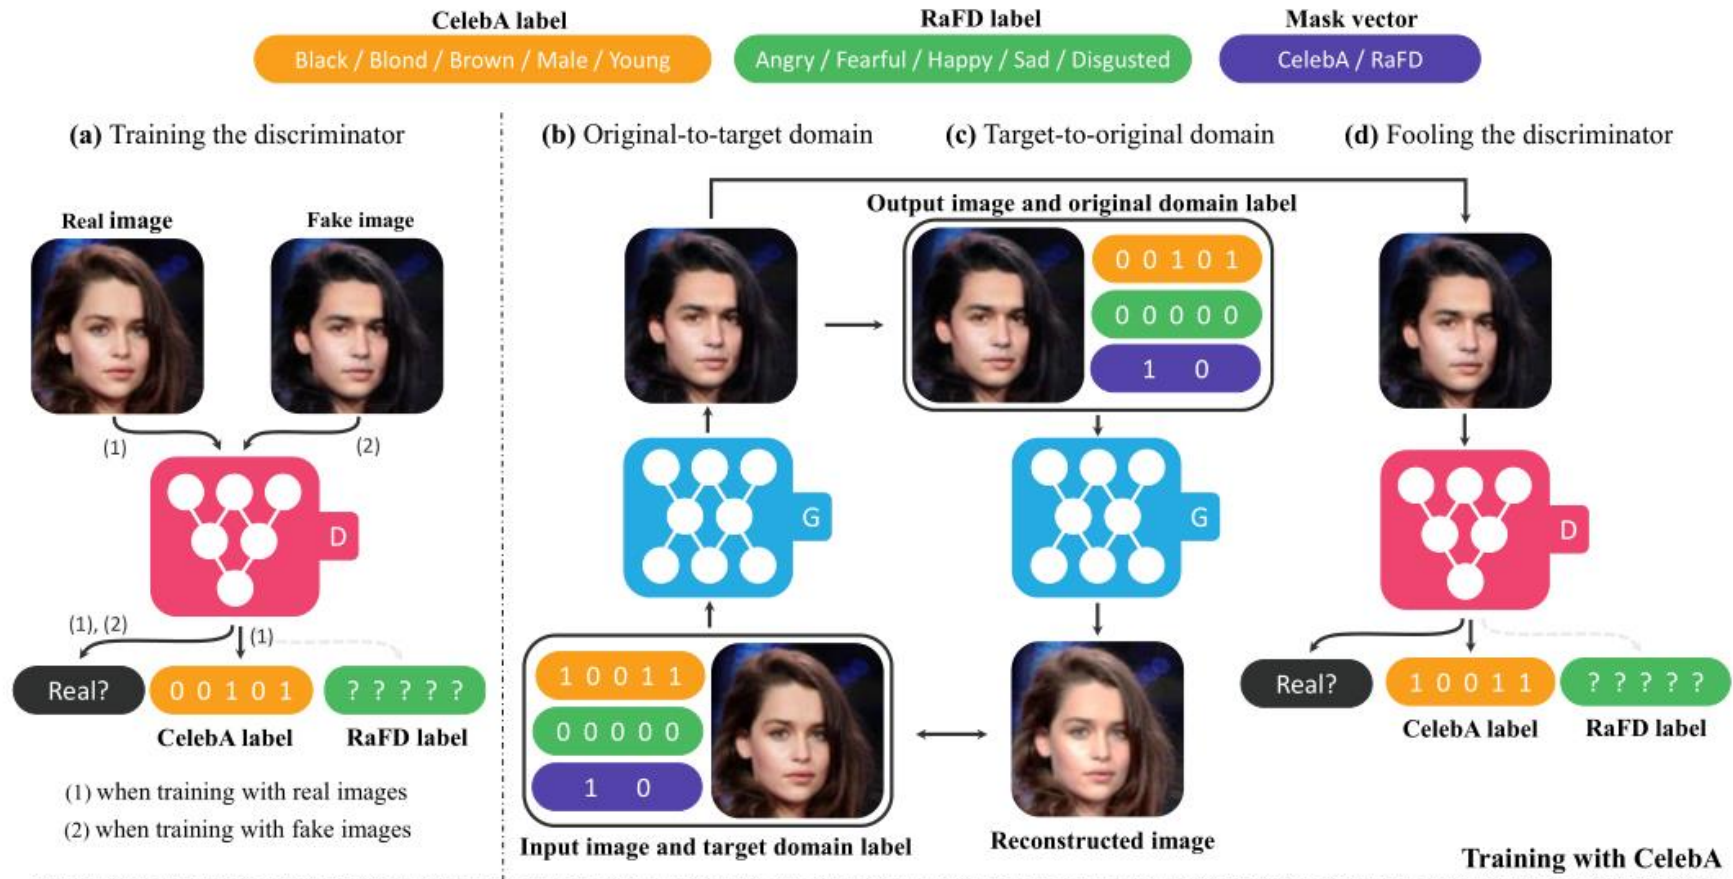 CelebA label
RaFD label
Mask vector
Black / Blond / Brown / Male / Young
Angry / Fearful / Happy / Sad / Disgusted
CelebA / RaFD
(a) Training the discriminator
(b) Original-to-target domain
(c) Target-to-original domain
(d) Fooling the discriminator
Real image
Fake image
(1)
(2)
D
(1), (2)
(1)
Real?
0 0 1 0 1
? ? ? ? ?
CelebA label
RaFD label
(1) when training with real images
(2) when training with fake images
G
1 0 0 1 1
0 0 0 0 0
1 0
Input image and target domain label
Output image and original domain label
0 0 1 0 1
0 0 0 0 0
1 0
G
Reconstructed image
D
Real?
1 0 0 1 1
? ? ? ? ?
CelebA label
RaFD label
Training with CelebA